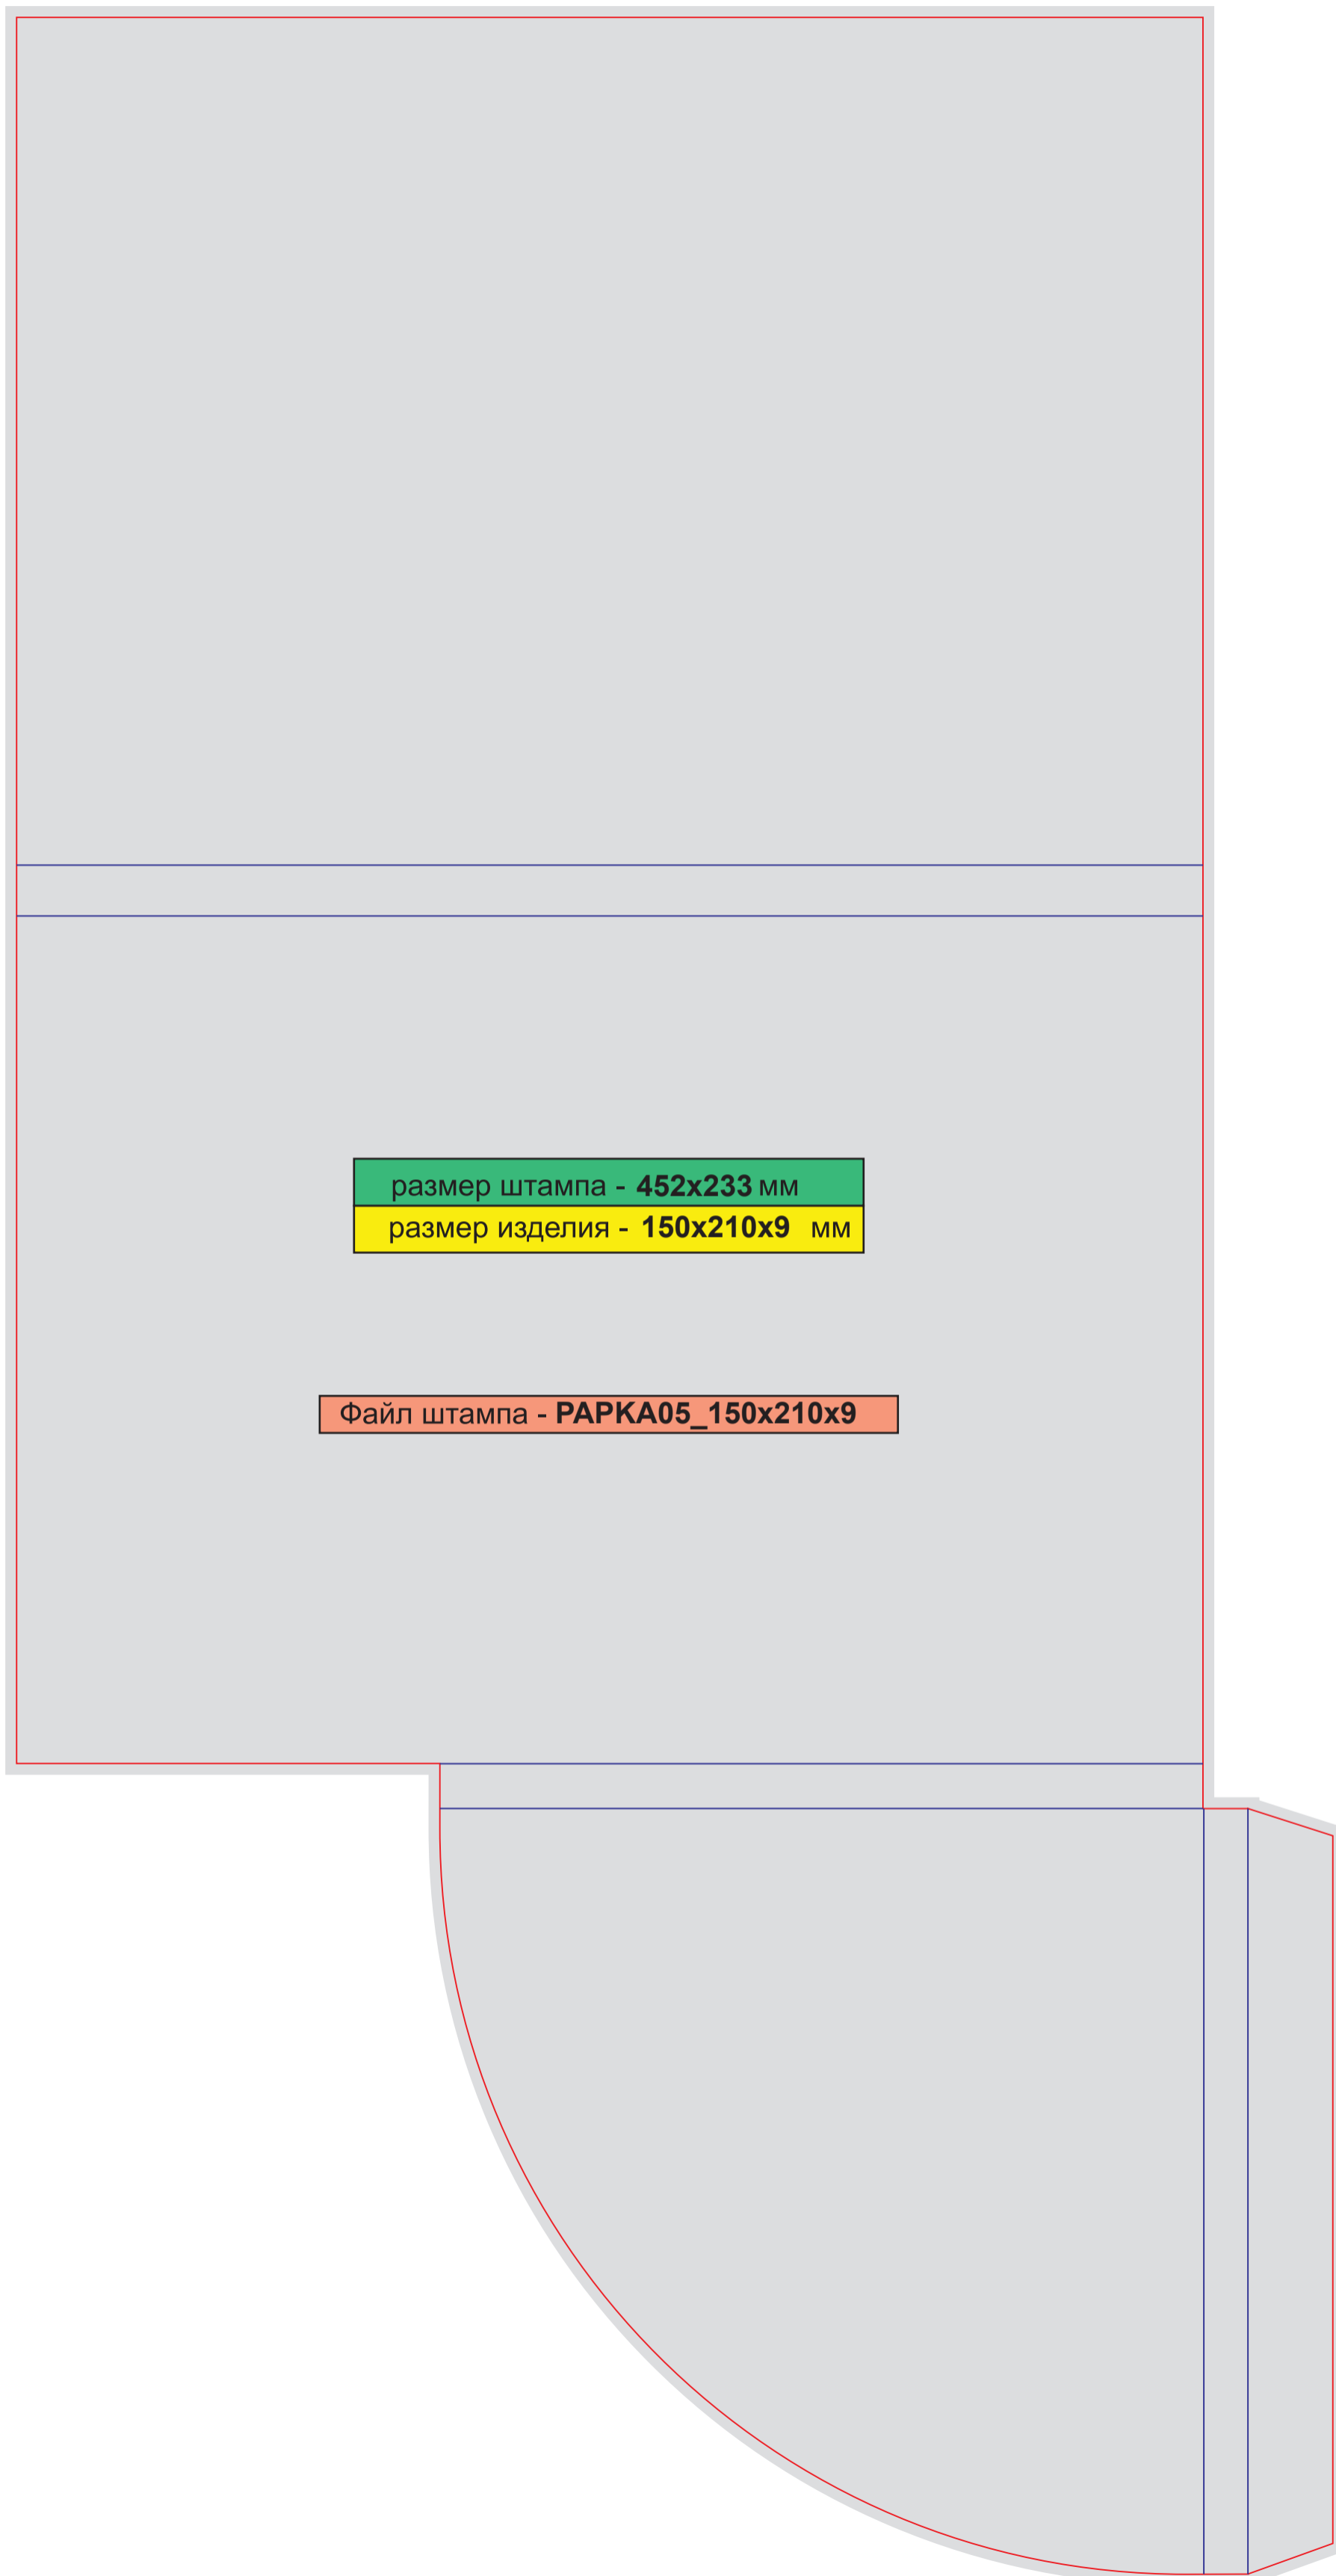 размер штампа - 452x233 мм
размер изделия - 150x210x9 мм
Файл штампа - PAPKA05_150x210x9